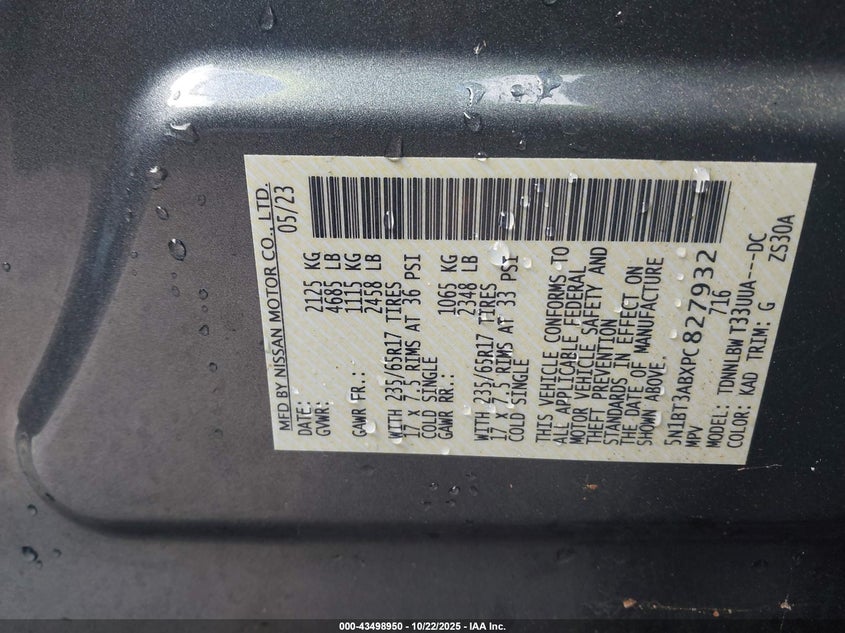 MFD BY NISSAN MOTOR CO., LTD.
DATE: 05/23
GVWR: 2125 KG
4685 LB
GAWR FR.: 1115 KG
2458 LB
WITH 235/65R17 TIRES
17 X 7.5 RIMS AT 36 PSI
COLD SINGLE
GAWR RR.: 1065 KG
2348 LB
WITH 235/65R17 TIRES
17 X 7.5 RIMS AT 33 PSI
COLD SINGLE
THIS VEHICLE CONFORMS TO
ALL APPLICABLE FEDERAL
MOTOR VEHICLE SAFETY AND
THEFT PREVENTION
STANDARDS IN EFFECT ON
THE DATE OF MANUFACTURE
SHOWN ABOVE.
5N1BT3ABXPC827932
MPV 716
MODEL: TDNNLBW T33UUA----DC
COLOR: KAD TRIM: G ZS30A
000-43498950 - 10/22/2025 - IAA Inc.